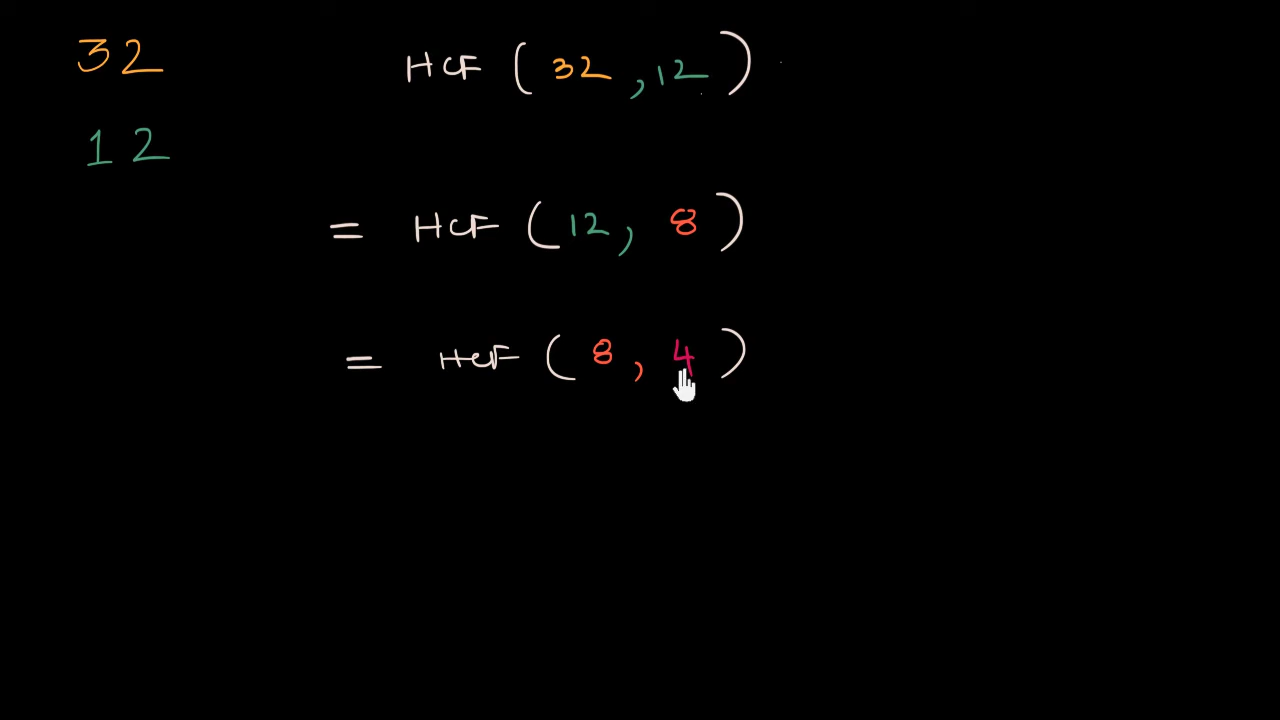 32 HCF ( 32 , 12 )
12
= HCF ( 12 , 8 )
= HCF ( 8 , 4 )